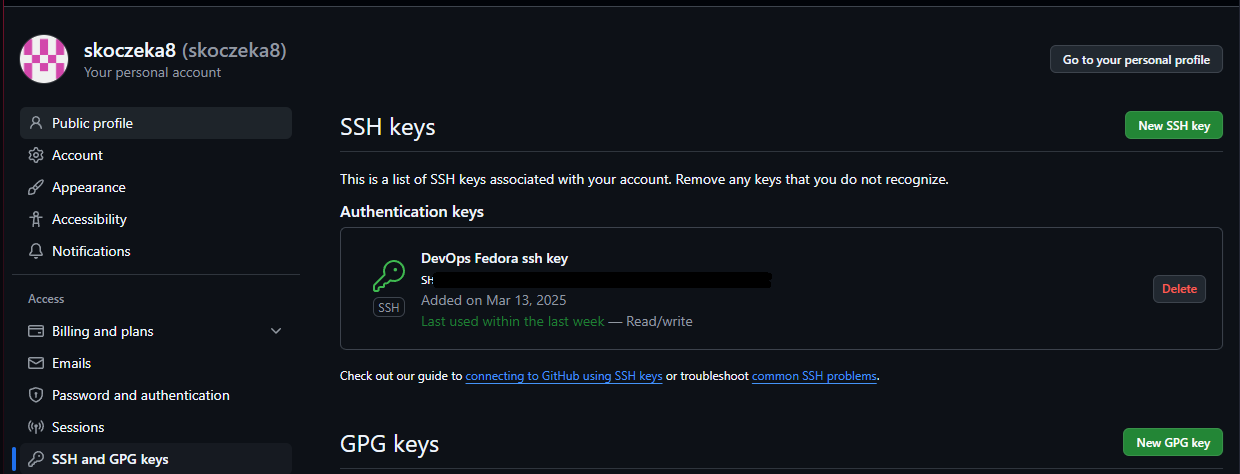 skoczeka8 (skoczeka8)
Your personal account
Go to your personal profile
Public profile
Account
Appearance
Accessibility
Notifications
Access
Billing and plans
Emails
Password and authentication
Sessions
SSH and GPG keys
SSH keys
New SSH key
This is a list of SSH keys associated with your account. Remove any keys that you do not recognize.
Authentication keys
DevOps Fedora ssh key
SH
SSH
Added on Mar 13, 2025
Last used within the last week — Read/write
Delete
Check out our guide to connecting to GitHub using SSH keys or troubleshoot common SSH problems.
GPG keys
New GPG key